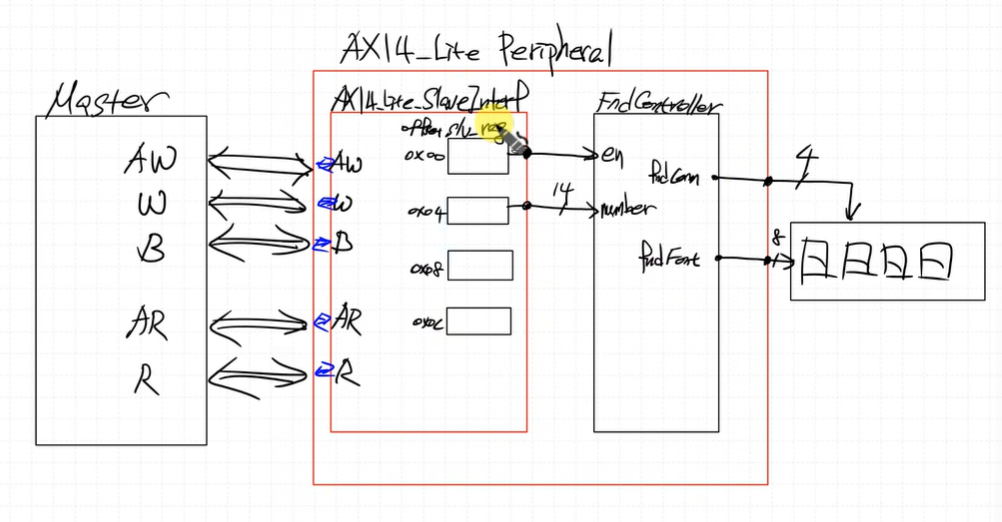 AXI4_Lite Peripheral
Master
AXI4_Lite_SlaveInterf
FndController
offset slv_reg
AW
AW
0x00
en
W
W
0x04
14
number
B
B
0x08
AR
AR
0x0C
R
R
fndComm
4
fndFont
8